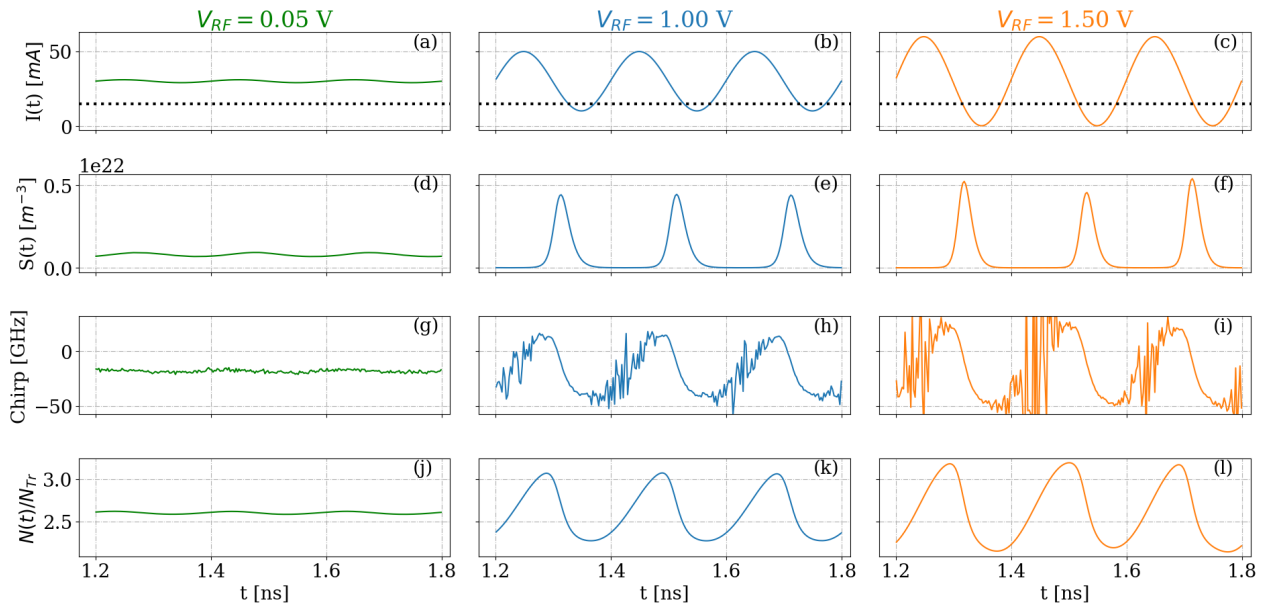 V_RF = 0.05 V
V_RF = 1.00 V
V_RF = 1.50 V
I(t) [mA]
50
0
(a)
(b)
(c)
1e22
S(t) [m⁻³]
0.5
0.0
(d)
(e)
(f)
Chirp [GHz]
0
−50
(g)
(h)
(i)
N(t)/N_Tr
3.0
2.5
(j)
(k)
(l)
1.2 1.4 1.6 1.8
1.2 1.4 1.6 1.8
1.2 1.4 1.6 1.8
t [ns]
t [ns]
t [ns]